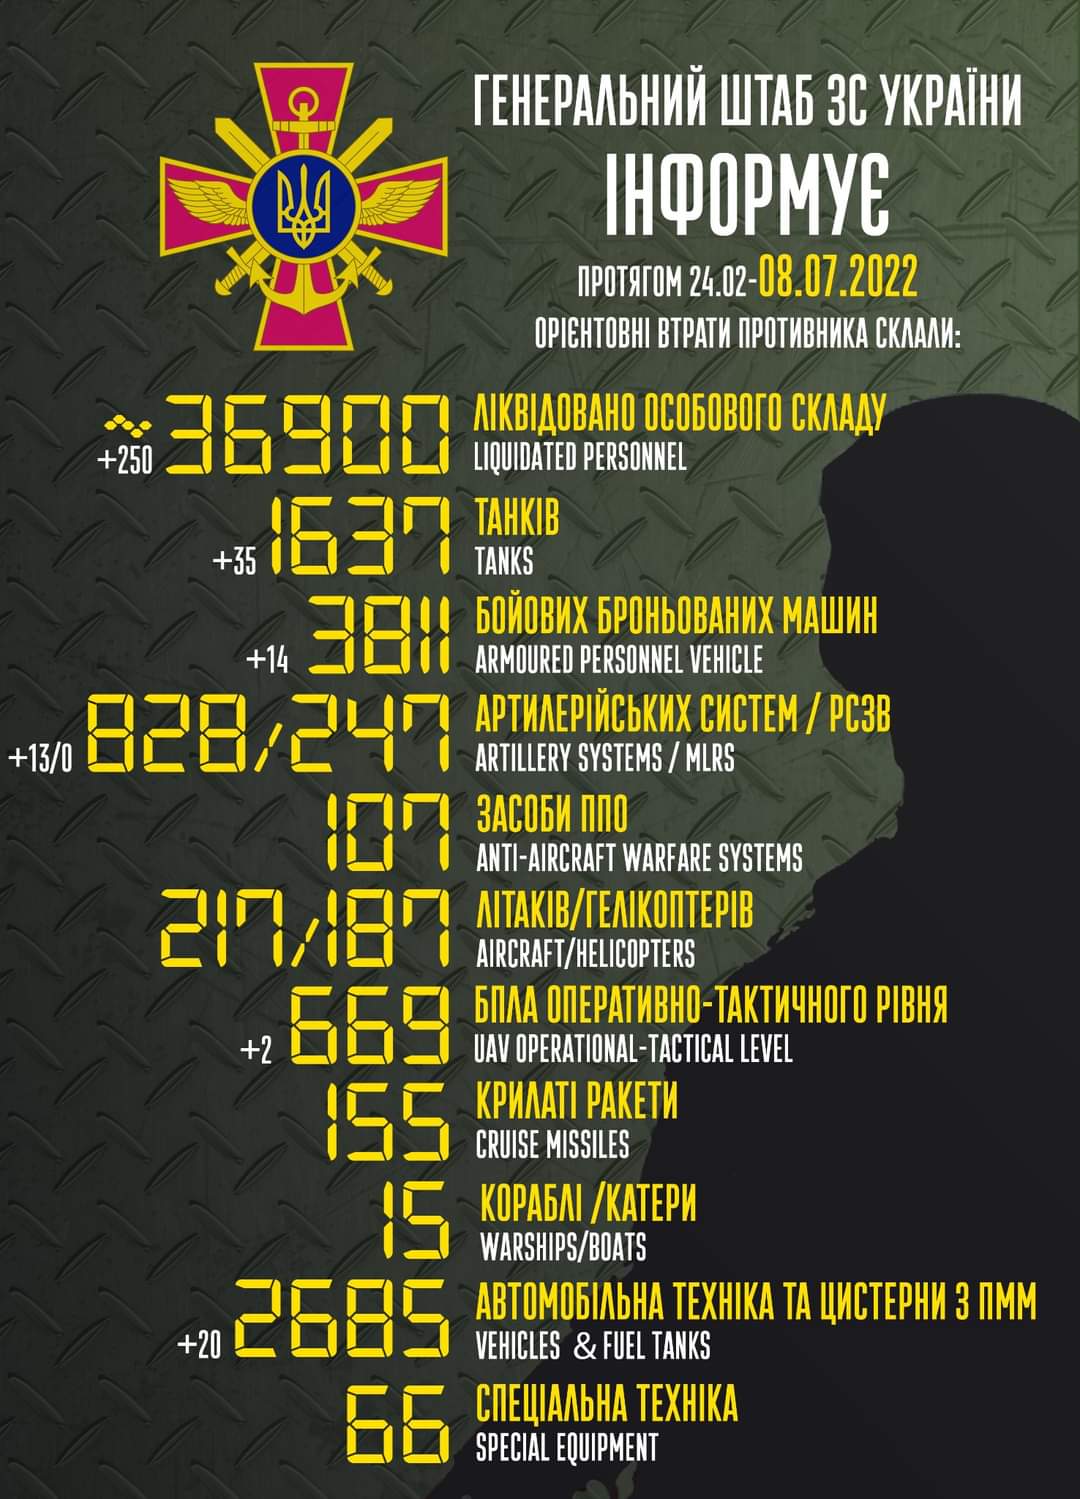 ГЕНЕРАЛЬНИЙ ШТАБ ЗС УКРАЇНИ
ІНФОРМУЄ
ПРОТЯГОМ 24.02-08.07.2022
ОРІЄНТОВНІ ВТРАТИ ПРОТИВНИКА СКЛАЛИ:
~36900 ЛІКВІДОВАНО ОСОБОВОГО СКЛАДУ
+250 LIQUIDATED PERSONNEL
1637 ТАНКІВ
+35 TANKS
3811 БОЙОВИХ БРОНЬОВАНИХ МАШИН
+14 ARMOURED PERSONNEL VEHICLE
828/247 АРТИЛЕРІЙСЬКИХ СИСТЕМ / РСЗВ
+13/0 ARTILLERY SYSTEMS / MLRS
107 ЗАСОБИ ППО
ANTI-AIRCRAFT WARFARE SYSTEMS
217/187 ЛІТАКІВ/ГЕЛІКОПТЕРІВ
AIRCRAFT/HELICOPTERS
669 БПЛА ОПЕРАТИВНО-ТАКТИЧНОГО РІВНЯ
+2 UAV OPERATIONAL-TACTICAL LEVEL
155 КРИЛАТІ РАКЕТИ
CRUISE MISSILES
15 КОРАБЛІ /КАТЕРИ
WARSHIPS/BOATS
2685 АВТОМОБІЛЬНА ТЕХНІКА ТА ЦИСТЕРНИ З ПММ
+20 VEHICLES & FUEL TANKS
66 СПЕЦІАЛЬНА ТЕХНІКА
SPECIAL EQUIPMENT